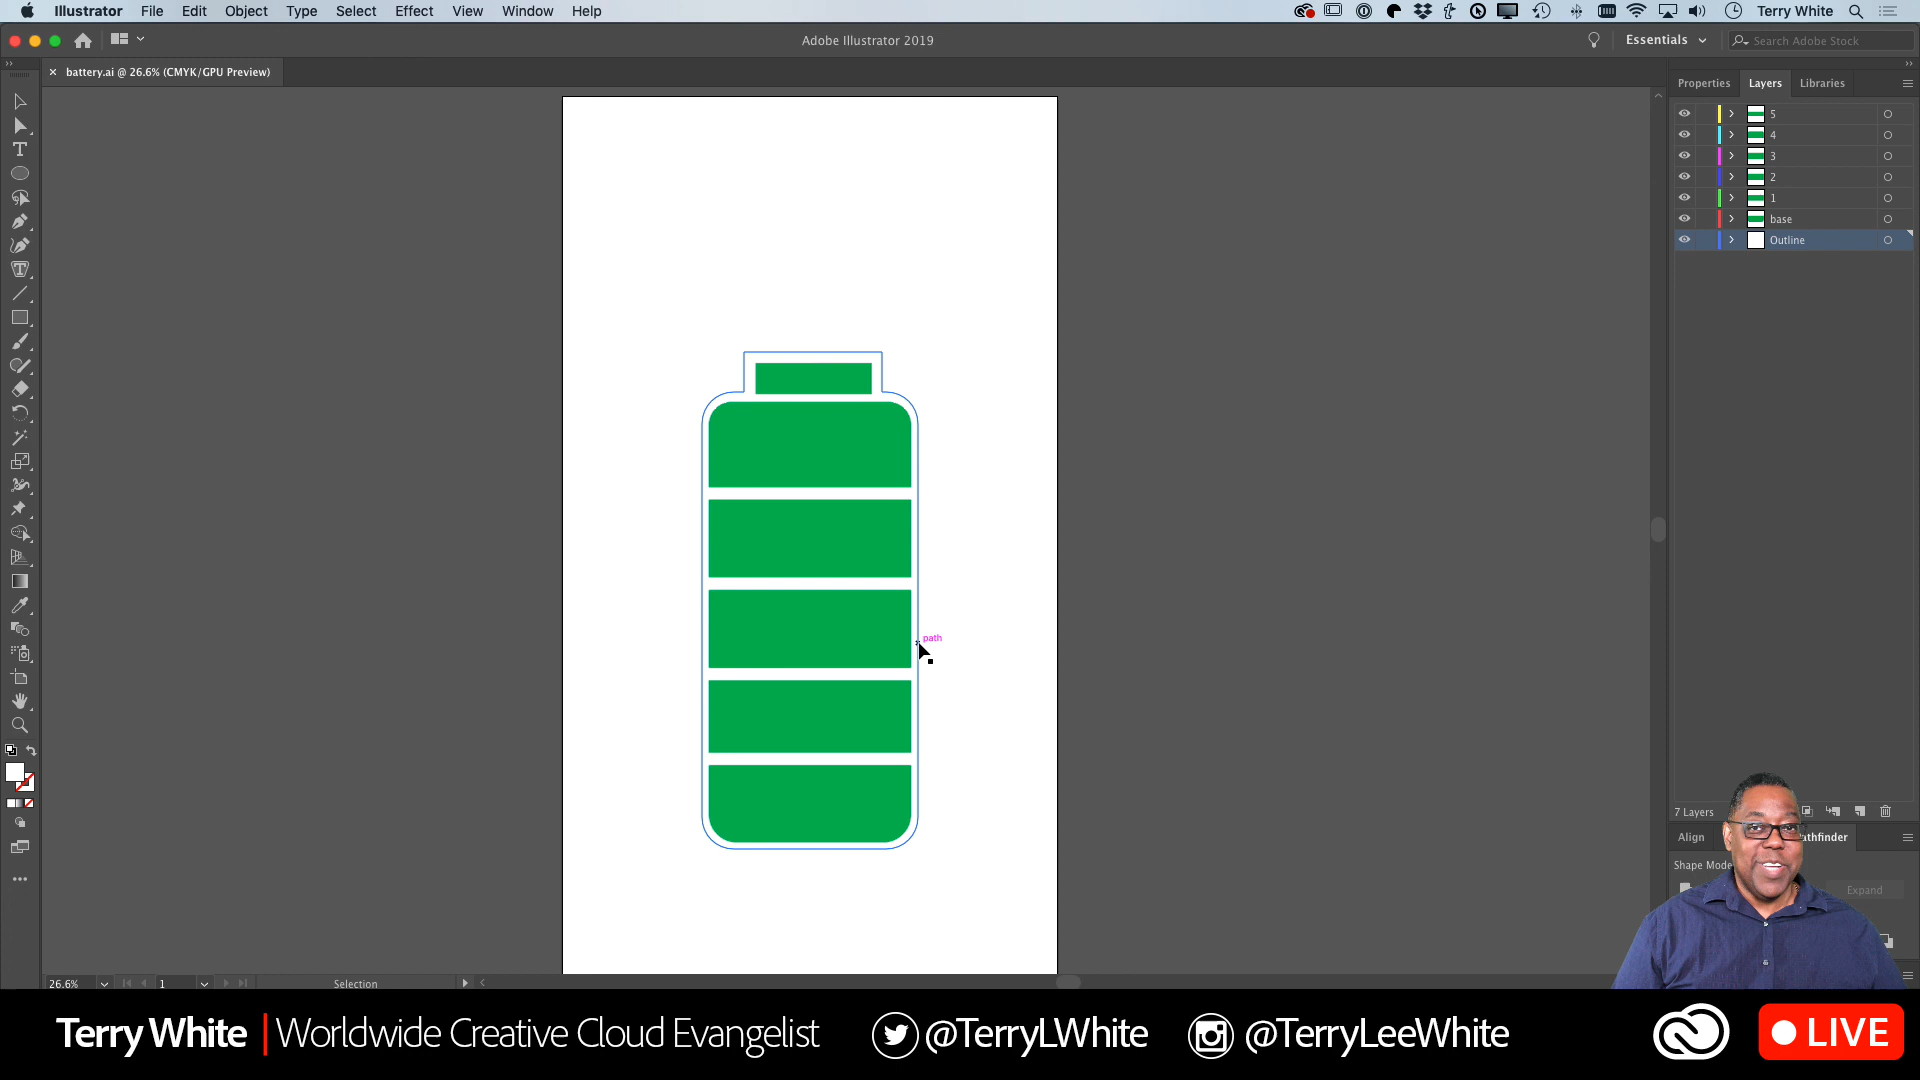 Illustrator File Edit Object Type Select Effect View Window Help
Terry White
Adobe Illustrator 2019
Essentials
Search Adobe Stock
× battery.ai @ 26.6% (CMYK/GPU Preview)
Properties Layers Libraries
5
4
3
2
1
base
Outline
path
7 Layers
Align
athfinder
Shape Mode
Expand
26.6%
1
Selection
Terry White | Worldwide Creative Cloud Evangelist
@TerryLWhite
@TerryLeeWhite
LIVE